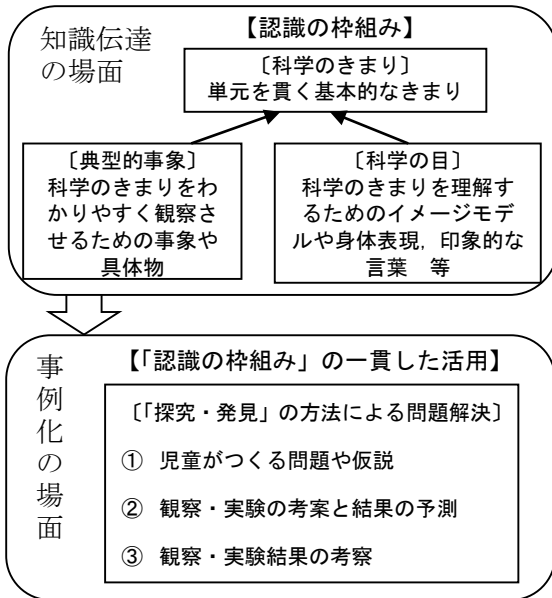 知識伝達
の場面
【認識の枠組み】
〔科学のきまり〕
単元を貫く基本的なきまり
〔典型的事象〕
科学のきまりをわ
かりやすく観察さ
せるための事象や
具体物
〔科学の目〕
科学のきまりを理解す
るためのイメージモデ
ルや身体表現，印象的な
言葉　等
事例化の場面
【「認識の枠組み」の一貫した活用】
〔「探究・発見」の方法による問題解決〕
①　児童がつくる問題や仮説
②　観察・実験の考案と結果の予測
③　観察・実験結果の考察